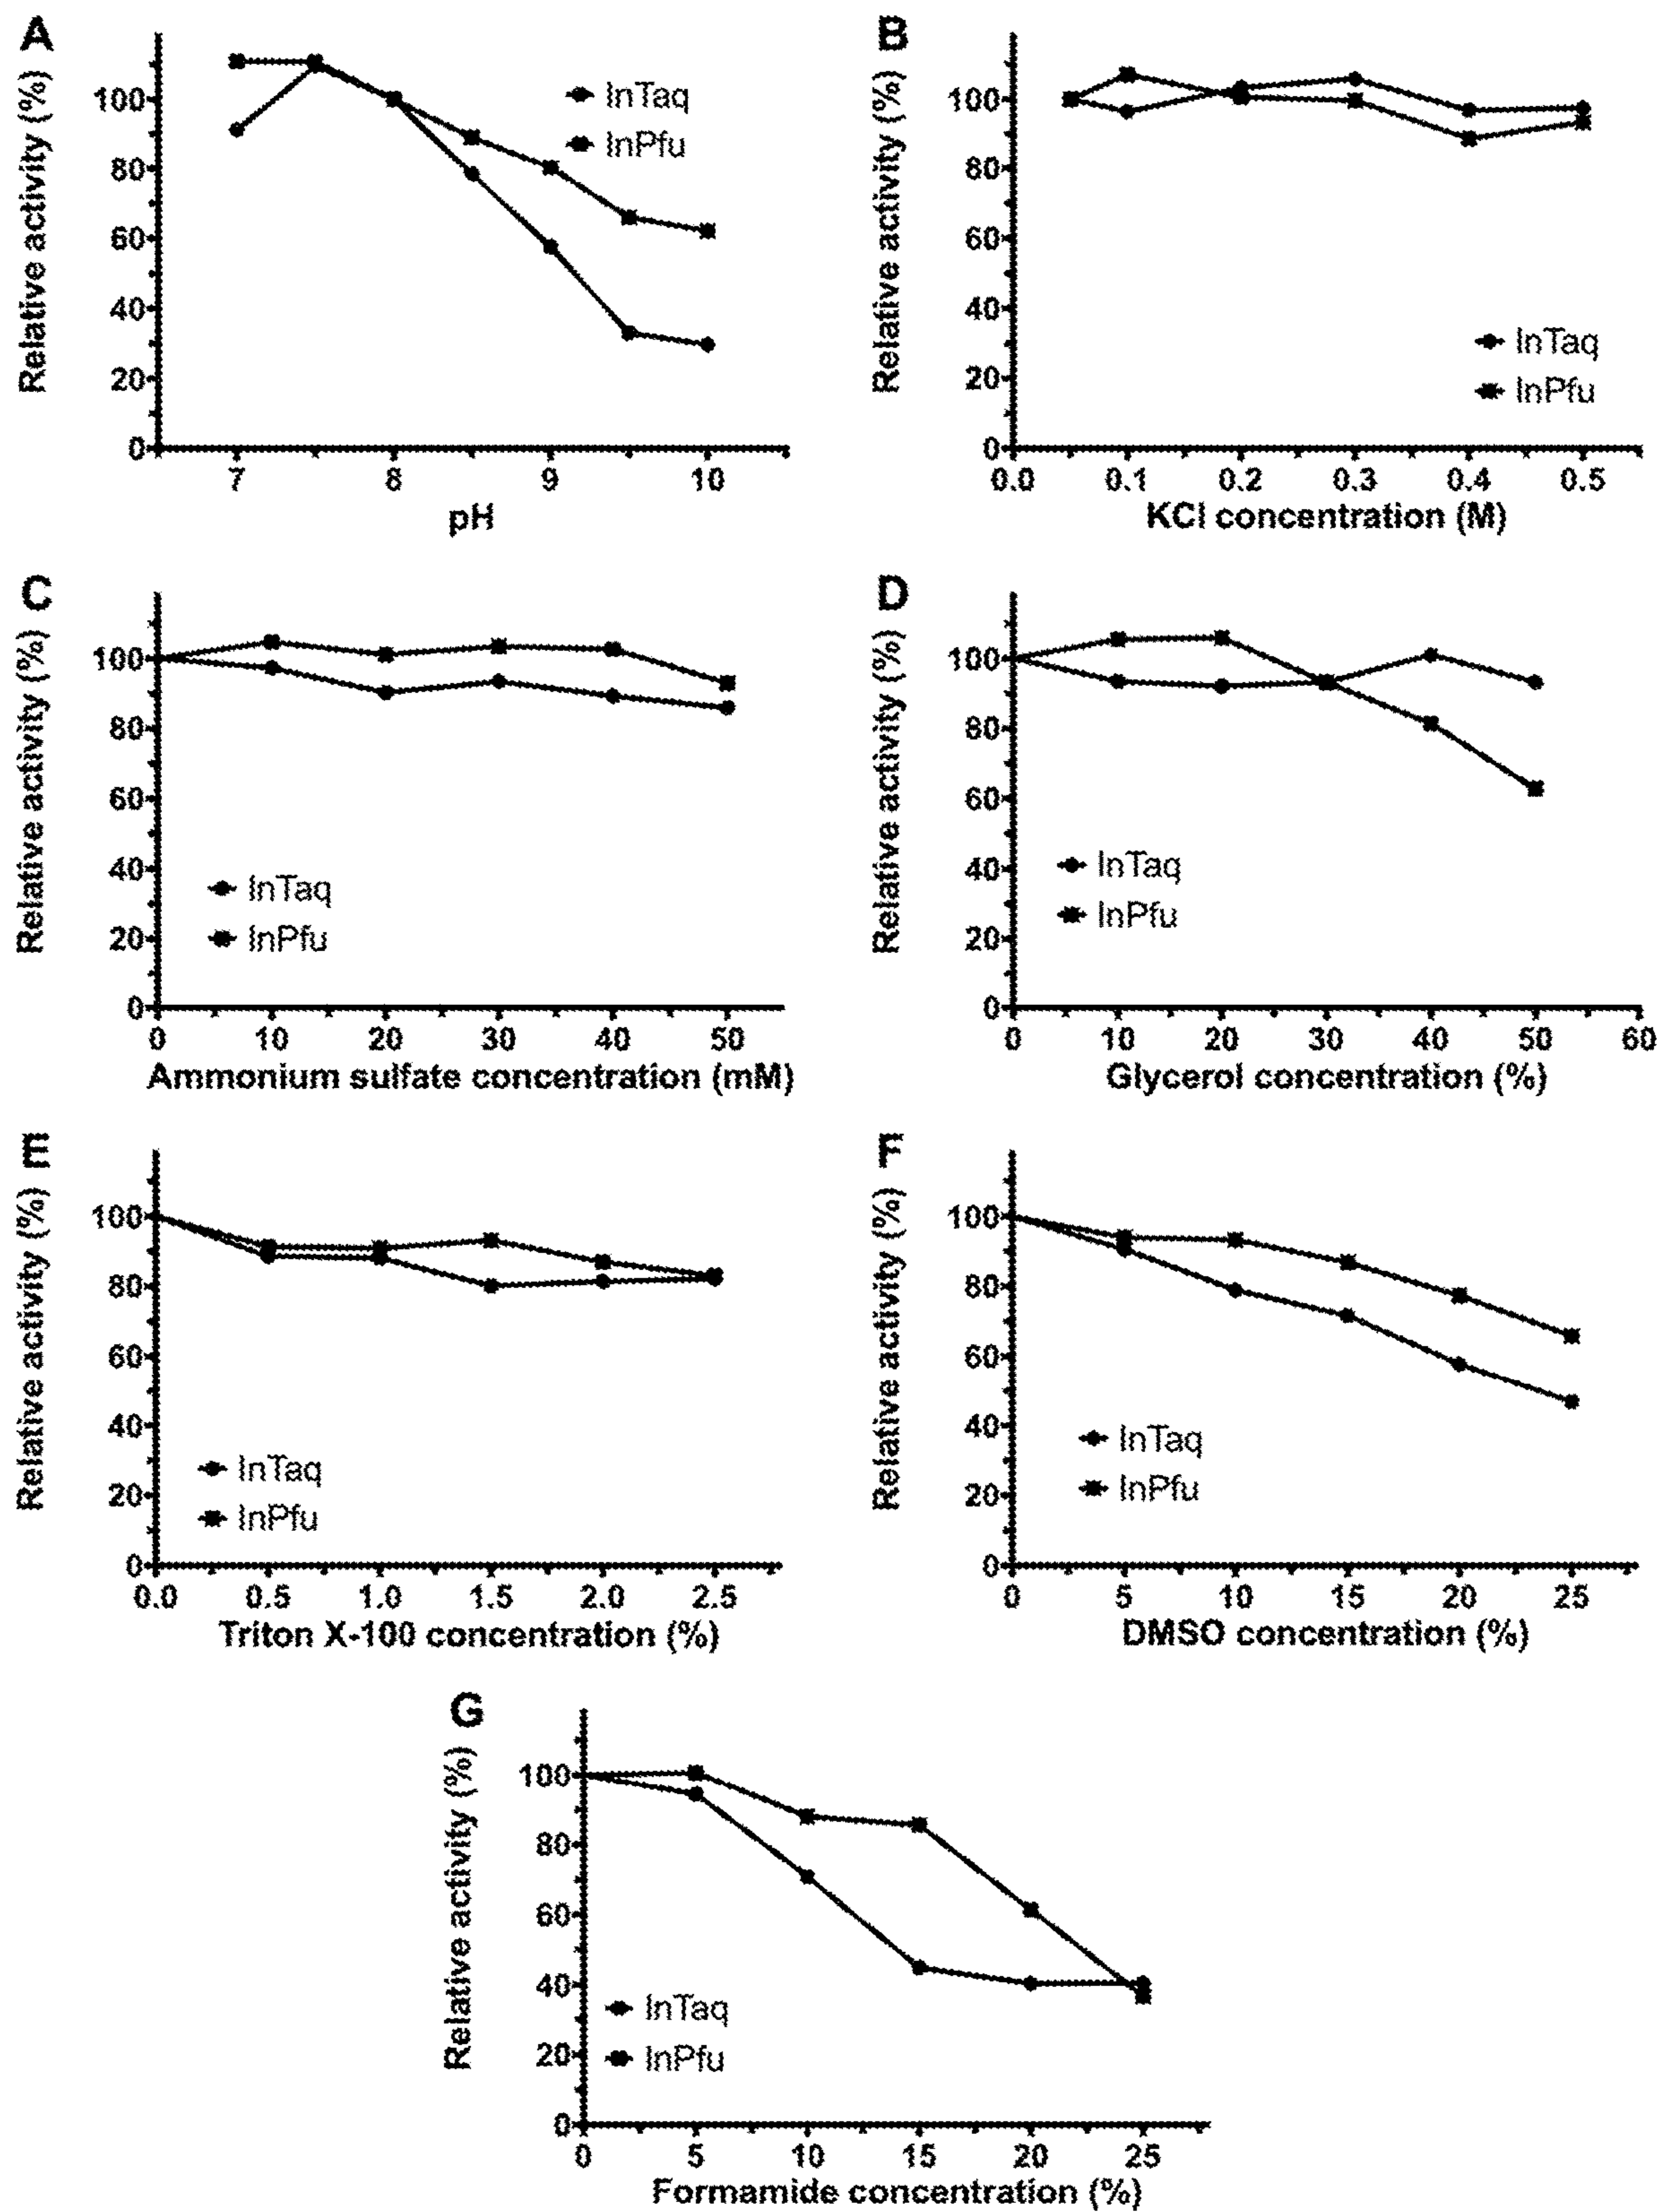 A
Relative activity (%)
100
80
60
40
20
0
7 8 9 10
pH
InTaq
InPfu
B
Relative activity (%)
100
80
60
40
20
0
0.0 0.1 0.2 0.3 0.4 0.5
KCl concentration (M)
InTaq
InPfu
C
Relative activity (%)
100
80
60
40
20
0
0 10 20 30 40 50
Ammonium sulfate concentration (mM)
InTaq
InPfu
D
Relative activity (%)
100
80
60
40
20
0
0 10 20 30 40 50 60
Glycerol concentration (%)
InTaq
InPfu
E
Relative activity (%)
100
80
60
40
20
0
0.0 0.5 1.0 1.5 2.0 2.5
Triton X-100 concentration (%)
InTaq
InPfu
F
Relative activity (%)
100
80
60
40
20
0
0 5 10 15 20 25
DMSO concentration (%)
InTaq
InPfu
G
Relative activity (%)
100
80
60
40
20
0
0 5 10 15 20 25
Formamide concentration (%)
InTaq
InPfu